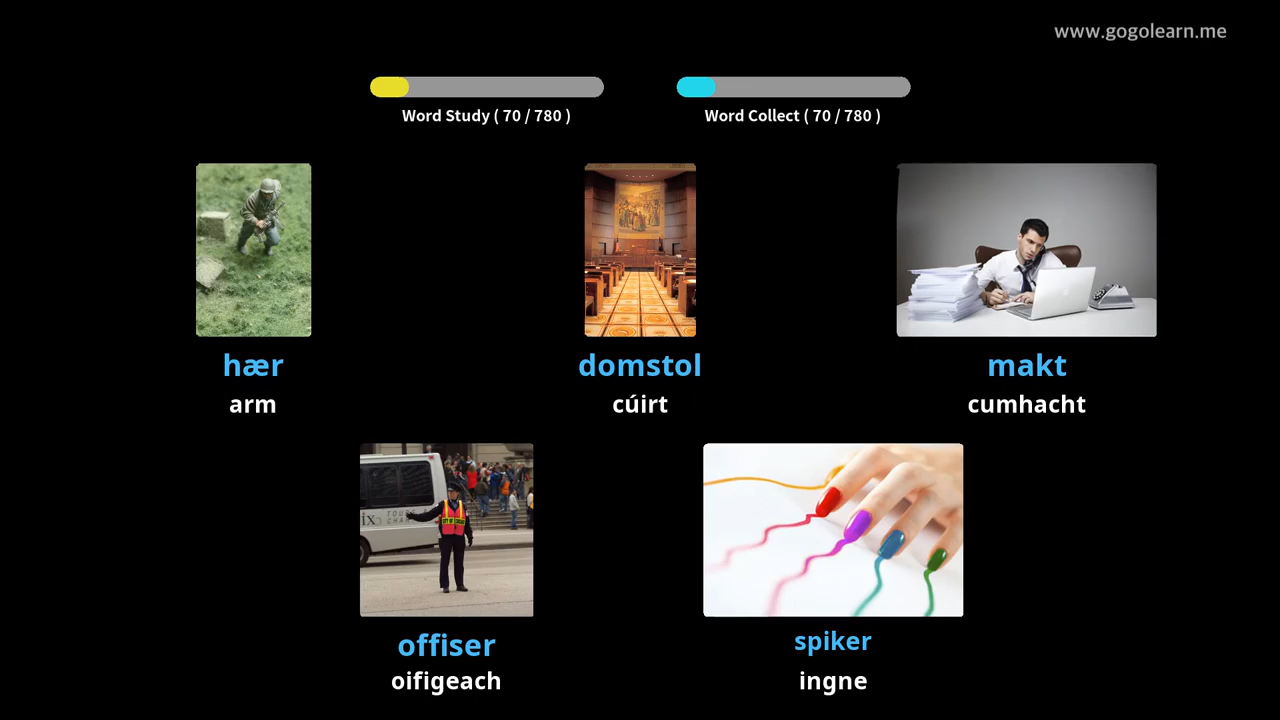 www.gogolearn.me
Word Study ( 70 / 780 )
Word Collect ( 70 / 780 )
hær
arm
domstol
cúirt
makt
cumhacht
offiser
oifigeach
spiker
ingne